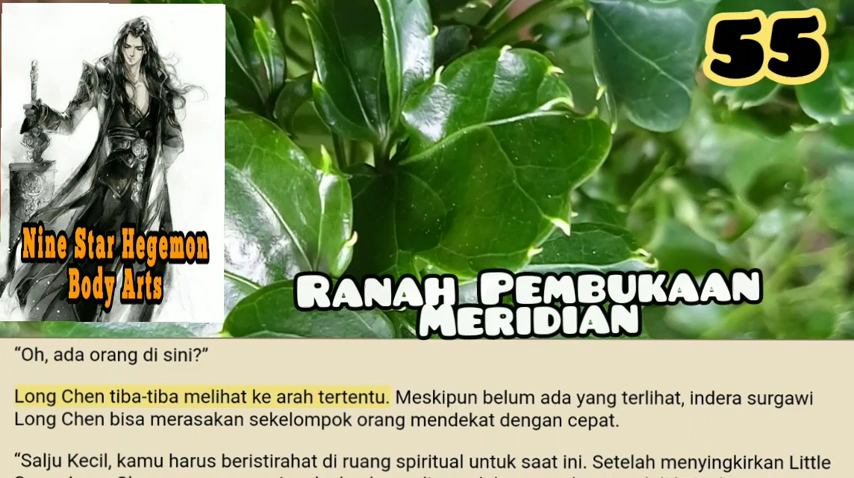 55
Nine Star Hegemon
Body Arts
Ranah Pembukaan
Meridian
“Oh, ada orang di sini?”
Long Chen tiba-tiba melihat ke arah tertentu. Meskipun belum ada yang terlihat, indera surgawi
Long Chen bisa merasakan sekelompok orang mendekat dengan cepat.
“Salju Kecil, kamu harus beristirahat di ruang spiritual untuk saat ini. Setelah menyingkirkan Little